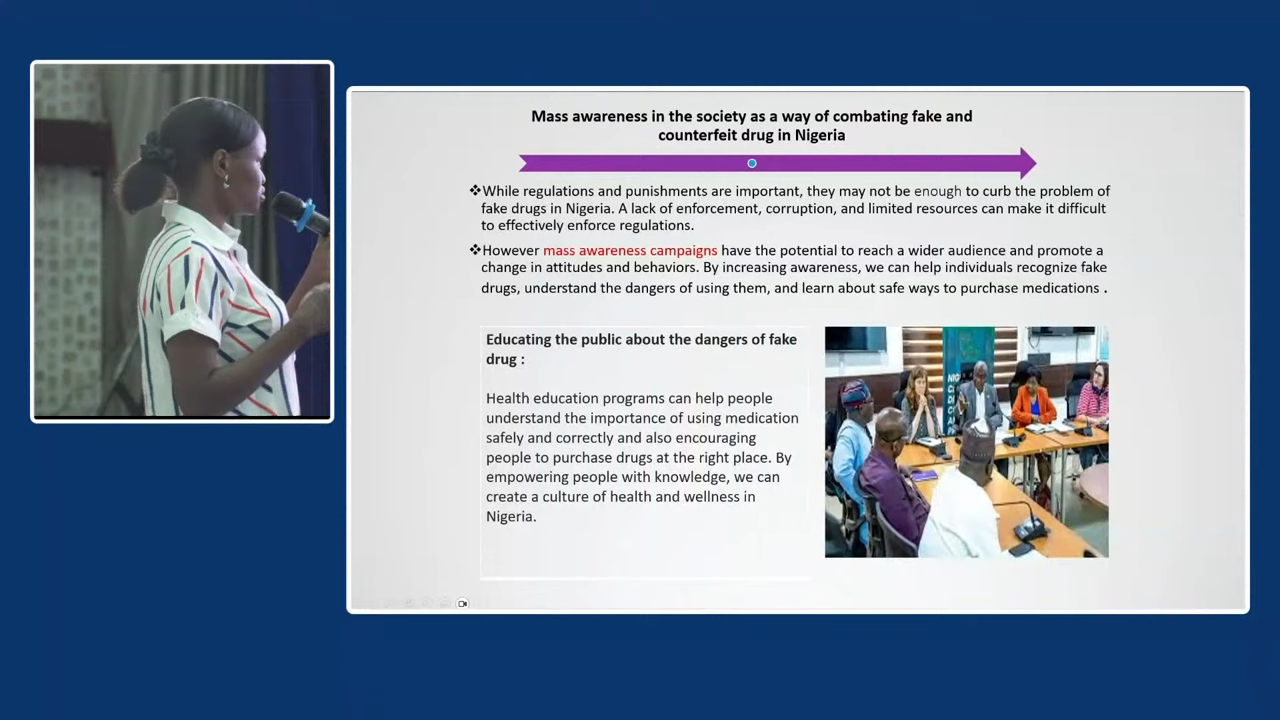 Mass awareness in the society as a way of combating fake and
counterfeit drug in Nigeria
❖While regulations and punishments are important, they may not be enough to curb the problem of
fake drugs in Nigeria. A lack of enforcement, corruption, and limited resources can make it difficult
to effectively enforce regulations.
❖However mass awareness campaigns have the potential to reach a wider audience and promote a
change in attitudes and behaviors. By increasing awareness, we can help individuals recognize fake
drugs, understand the dangers of using them, and learn about safe ways to purchase medications .
Educating the public about the dangers of fake
drug :
Health education programs can help people
understand the importance of using medication
safely and correctly and also encouraging
people to purchase drugs at the right place. By
empowering people with knowledge, we can
create a culture of health and wellness in
Nigeria.